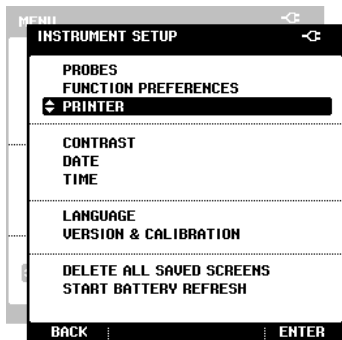 MENU
INSTRUMENT SETUP
PROBES
FUNCTION PREFERENCES
PRINTER
CONTRAST
DATE
TIME
LANGUAGE
VERSION & CALIBRATION
DELETE ALL SAVED SCREENS
START BATTERY REFRESH
BACK ENTER